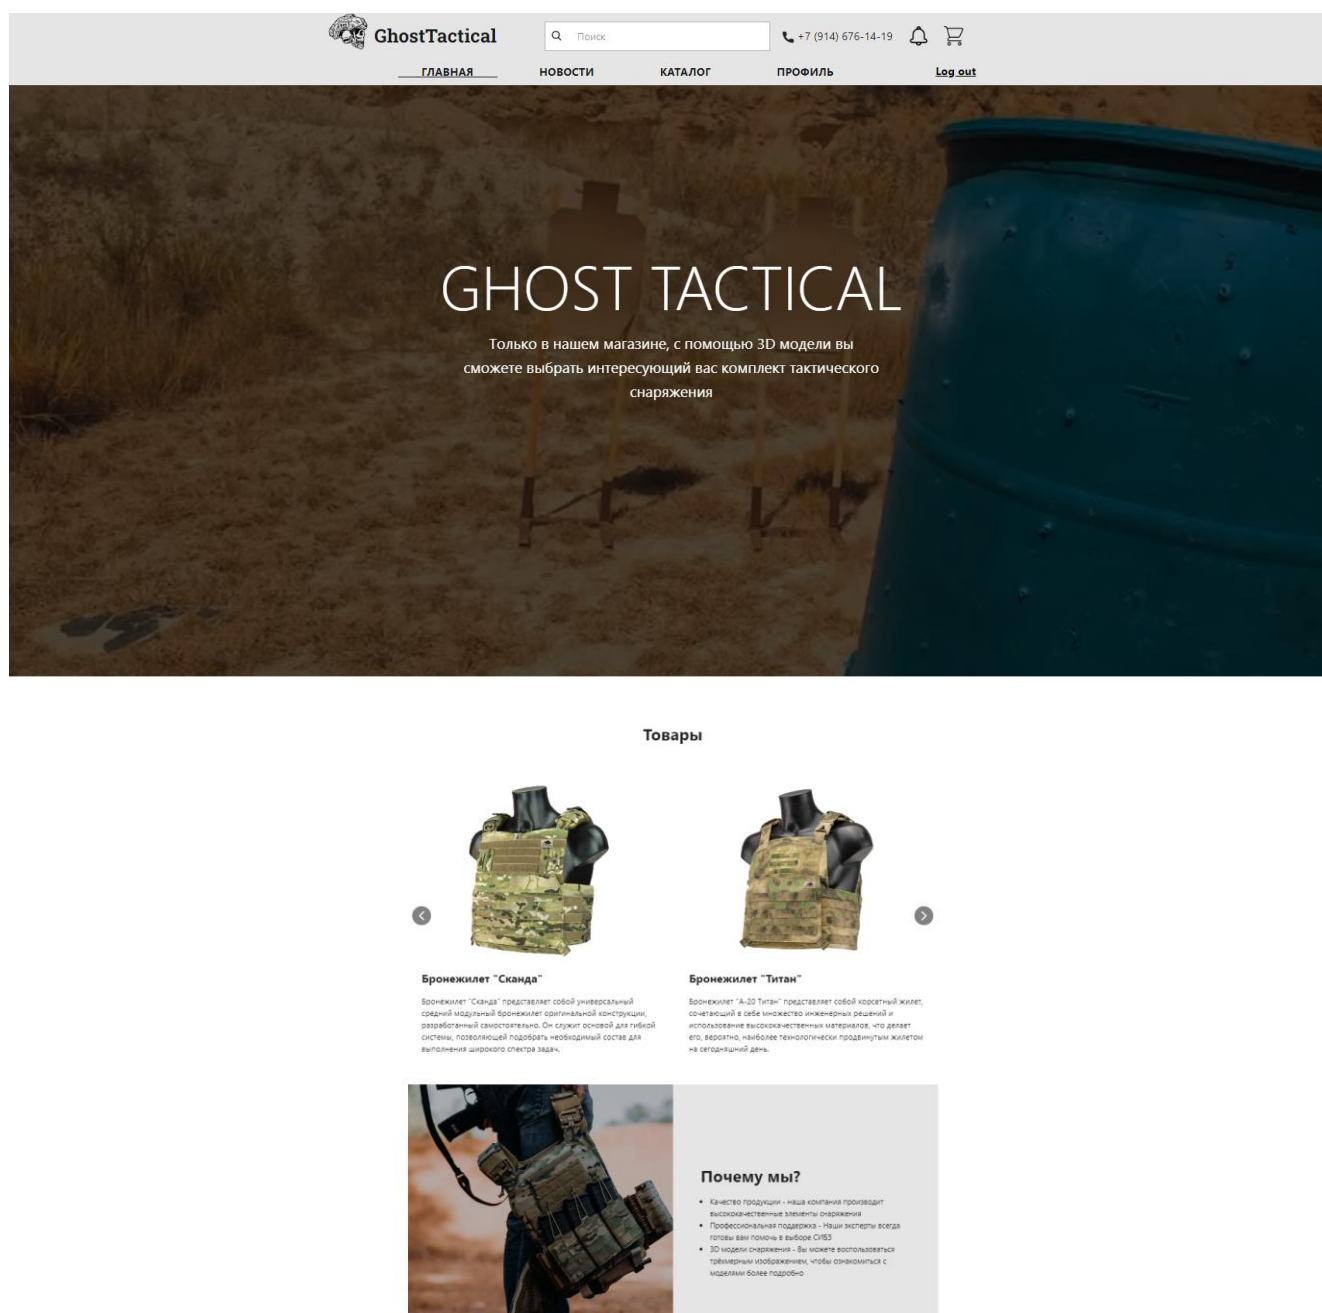 GhostTactical
Поиск
+7 (914) 676-14-19
ГЛАВНАЯ НОВОСТИ КАТАЛОГ ПРОФИЛЬ Log out
GHOST TACTICAL
Только в нашем магазине, с помощью 3D модели вы
сможете выбрать интересующий вас комплект тактического
снаряжения
Товары
Бронежилет "Сканда"
Бронежилет "Сканда" представляет собой универсальный
средний модульный бронежилет оригинальной конструкции,
разработанный самостоятельно. Он служит основой для гибкой
системы, позволяющей подобрать необходимый состав для
выполнения широкого спектра задач.
Бронежилет "Титан"
Бронежилет "А-20 Титан" представляет собой корсетный жилет,
сочетающий в себе множество инженерных решений и
использование высококачественных материалов, что делает
его, вероятно, наиболее технологически продвинутым жилетом
на сегодняшний день.
Почему мы?
• Качество продукции - наша компания производит
высококачественные элементы снаряжения
• Профессиональная поддержка - Наши эксперты всегда
готовы вам помочь в выборе СИБЗ
• 3D модели снаряжения - Вы можете воспользоваться
трёхмерным изображением, чтобы ознакомиться с
моделями более подробно